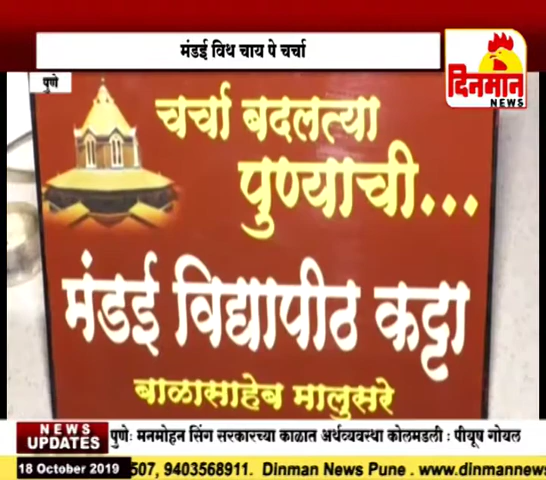 मंडई विथ चाय पे चर्चा
दिनमान
NEWS
पुणे
चर्चा बदलत्या
पुण्याची...
मंडई विद्यापीठ कट्टा
बाळासाहेब मालुसरे
NEWS
UPDATES
पुणे: मनमोहन सिंग सरकारच्या काळात अर्थव्यवस्था कोलमडली : पीयूष गोयल
18 October 2019 507, 9403568911. Dinman News Pune . www.dinmannews